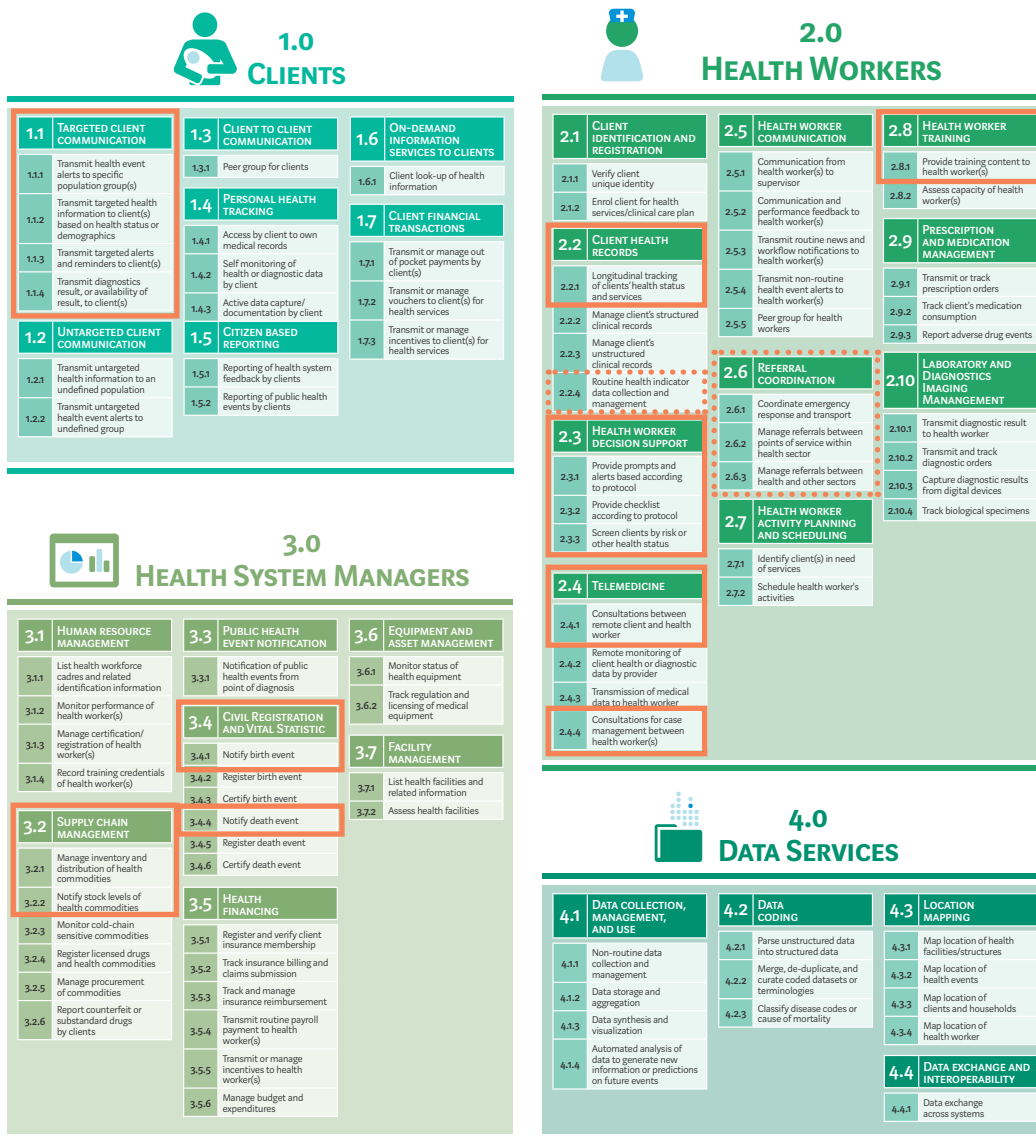 1.0
CLIENTS
1.1 TARGETED CLIENT
COMMUNICATION
1.1.1 Transmit health event
alerts to specific
population group(s)
1.1.2 Transmit targeted health
information to client(s)
based on health status or
demographics
1.1.3 Transmit targeted alerts
and reminders to client(s)
1.1.4 Transmit diagnostics
result, or availability of
result, to client(s)
1.2 UNTARGETED CLIENT
COMMUNICATION
1.2.1 Transmit untargeted
health information to an
undefined population
1.2.2 Transmit untargeted
health event alerts to
undefined group
1.3 CLIENT TO CLIENT
COMMUNICATION
1.3.1 Peer group for clients
1.4 PERSONAL HEALTH
TRACKING
1.4.1 Access by client to own
medical records
1.4.2 Self monitoring of
health or diagnostic data
by client
1.4.3 Active data capture/
documentation by client
1.5 CITIZEN BASED
REPORTING
1.5.1 Reporting of health system
feedback by clients
1.5.2 Reporting of public health
events by clients
1.6 ON-DEMAND
INFORMATION
SERVICES TO CLIENTS
1.6.1 Client look-up of health
information
1.7 CLIENT FINANCIAL
TRANSACTIONS
1.7.1 Transmit or manage out
of pocket payments by
client(s)
1.7.2 Transmit or manage
vouchers to client(s) for
health services
1.7.3 Transmit or manage
incentives to client(s) for
health services
2.0
HEALTH WORKERS
2.1 CLIENT
IDENTIFICATION AND
REGISTRATION
2.1.1 Verify client
unique identity
2.1.2 Enrol client for health
services/clinical care plan
2.2 CLIENT HEALTH
RECORDS
2.2.1 Longitudinal tracking
of clients' health status
and services
2.2.2 Manage client's structured
clinical records
2.2.3 Manage client's
unstructured
clinical records
2.2.4 Routine health indicator
data collection and
management
2.3 HEALTH WORKER
DECISION SUPPORT
2.3.1 Provide prompts and
alerts based according
to protocol
2.3.2 Provide checklist
according to protocol
2.3.3 Screen clients by risk or
other health status
2.4 TELEMEDICINE
2.4.1 Consultations between
remote client and health
worker
2.4.2 Remote monitoring of
client health or diagnostic
data by provider
2.4.3 Transmission of medical
data to health worker
2.4.4 Consultations for case
management between
health worker(s)
2.5 HEALTH WORKER
COMMUNICATION
2.5.1 Communication from
health worker(s) to
supervisor
2.5.2 Communication and
performance feedback to
health worker(s)
2.5.3 Transmit routine news and
workflow notifications to
health worker(s)
2.5.4 Transmit non-routine
health event alerts to
health worker(s)
2.5.5 Peer group for health
workers
2.6 REFERRAL
COORDINATION
2.6.1 Coordinate emergency
response and transport
2.6.2 Manage referrals between
points of service within
health sector
2.6.3 Manage referrals between
health and other sectors
2.7 HEALTH WORKER
ACTIVITY PLANNING
AND SCHEDULING
2.7.1 Identify client(s) in need
of services
2.7.2 Schedule health worker's
activities
2.8 HEALTH WORKER
TRAINING
2.8.1 Provide training content to
health worker(s)
2.8.2 Assess capacity of health
worker(s)
2.9 PRESCRIPTION
AND MEDICATION
MANAGEMENT
2.9.1 Transmit or track
prescription orders
2.9.2 Track client's medication
consumption
2.9.3 Report adverse drug events
2.10 LABORATORY AND
DIAGNOSTICS
IMAGING
MANANGEMENT
2.10.1 Transmit diagnostic result
to health worker
2.10.2 Transmit and track
diagnostic orders
2.10.3 Capture diagnostic results
from digital devices
2.10.4 Track biological specimens
3.0
HEALTH SYSTEM MANAGERS
3.1 HUMAN RESOURCE
MANAGEMENT
3.1.1 List health workforce
cadres and related
identification information
3.1.2 Monitor performance of
health worker(s)
3.1.3 Manage certification/
registration of health
worker(s)
3.1.4 Record training credentials
of health worker(s)
3.2 SUPPLY CHAIN
MANAGEMENT
3.2.1 Manage inventory and
distribution of health
commodities
3.2.2 Notify stock levels of
health commodities
3.2.3 Monitor cold-chain
sensitive commodities
3.2.4 Register licensed drugs
and health commodities
3.2.5 Manage procurement
of commodities
3.2.6 Report counterfeit or
substandard drugs
by clients
3.3 PUBLIC HEALTH
EVENT NOTIFICATION
3.3.1 Notification of public
health events from
point of diagnosis
3.4 CIVIL REGISTRATION
AND VITAL STATISTIC
3.4.1 Notify birth event
3.4.2 Register birth event
3.4.3 Certify birth event
3.4.4 Notify death event
3.4.5 Register death event
3.4.6 Certify death event
3.5 HEALTH
FINANCING
3.5.1 Register and verify client
insurance membership
3.5.2 Track insurance billing and
claims submission
3.5.3 Track and manage
insurance reimbursement
3.5.4 Transmit routine payroll
payment to health
worker(s)
3.5.5 Transmit or manage
incentives to health
worker(s)
3.5.6 Manage budget and
expenditures
3.6 EQUIPMENT AND
ASSET MANAGEMENT
3.6.1 Monitor status of
health equipment
3.6.2 Track regulation and
licensing of medical
equipment
3.7 FACILITY
MANAGEMENT
3.7.1 List health facilities and
related information
3.7.2 Assess health facilities
4.0
DATA SERVICES
4.1 DATA COLLECTION,
MANAGEMENT,
AND USE
4.1.1 Non-routine data
collection and
management
4.1.2 Data storage and
aggregation
4.1.3 Data synthesis and
visualization
4.1.4 Automated analysis of
data to generate new
information or predictions
on future events
4.2 DATA
CODING
4.2.1 Parse unstructured data
into structured data
4.2.2 Merge, de-duplicate, and
curate coded datasets or
terminologies
4.2.3 Classify disease codes or
cause of mortality
4.3 LOCATION
MAPPING
4.3.1 Map location of health
facilities/structures
4.3.2 Map location of
health events
4.3.3 Map location of
clients and households
4.3.4 Map location of
health worker
4.4 DATA EXCHANGE AND
INTEROPERABILITY
4.4.1 Data exchange
across systems